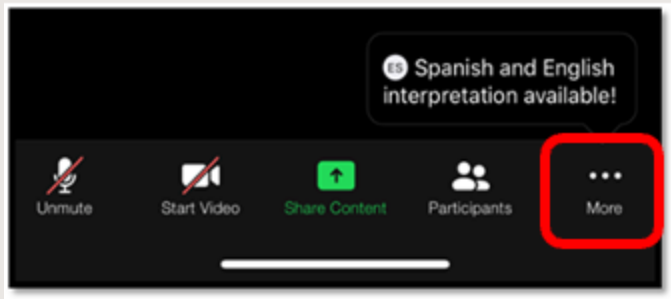 ES Spanish and English
interpretation available!
Unmute
Start Video
Share Content
Participants
More